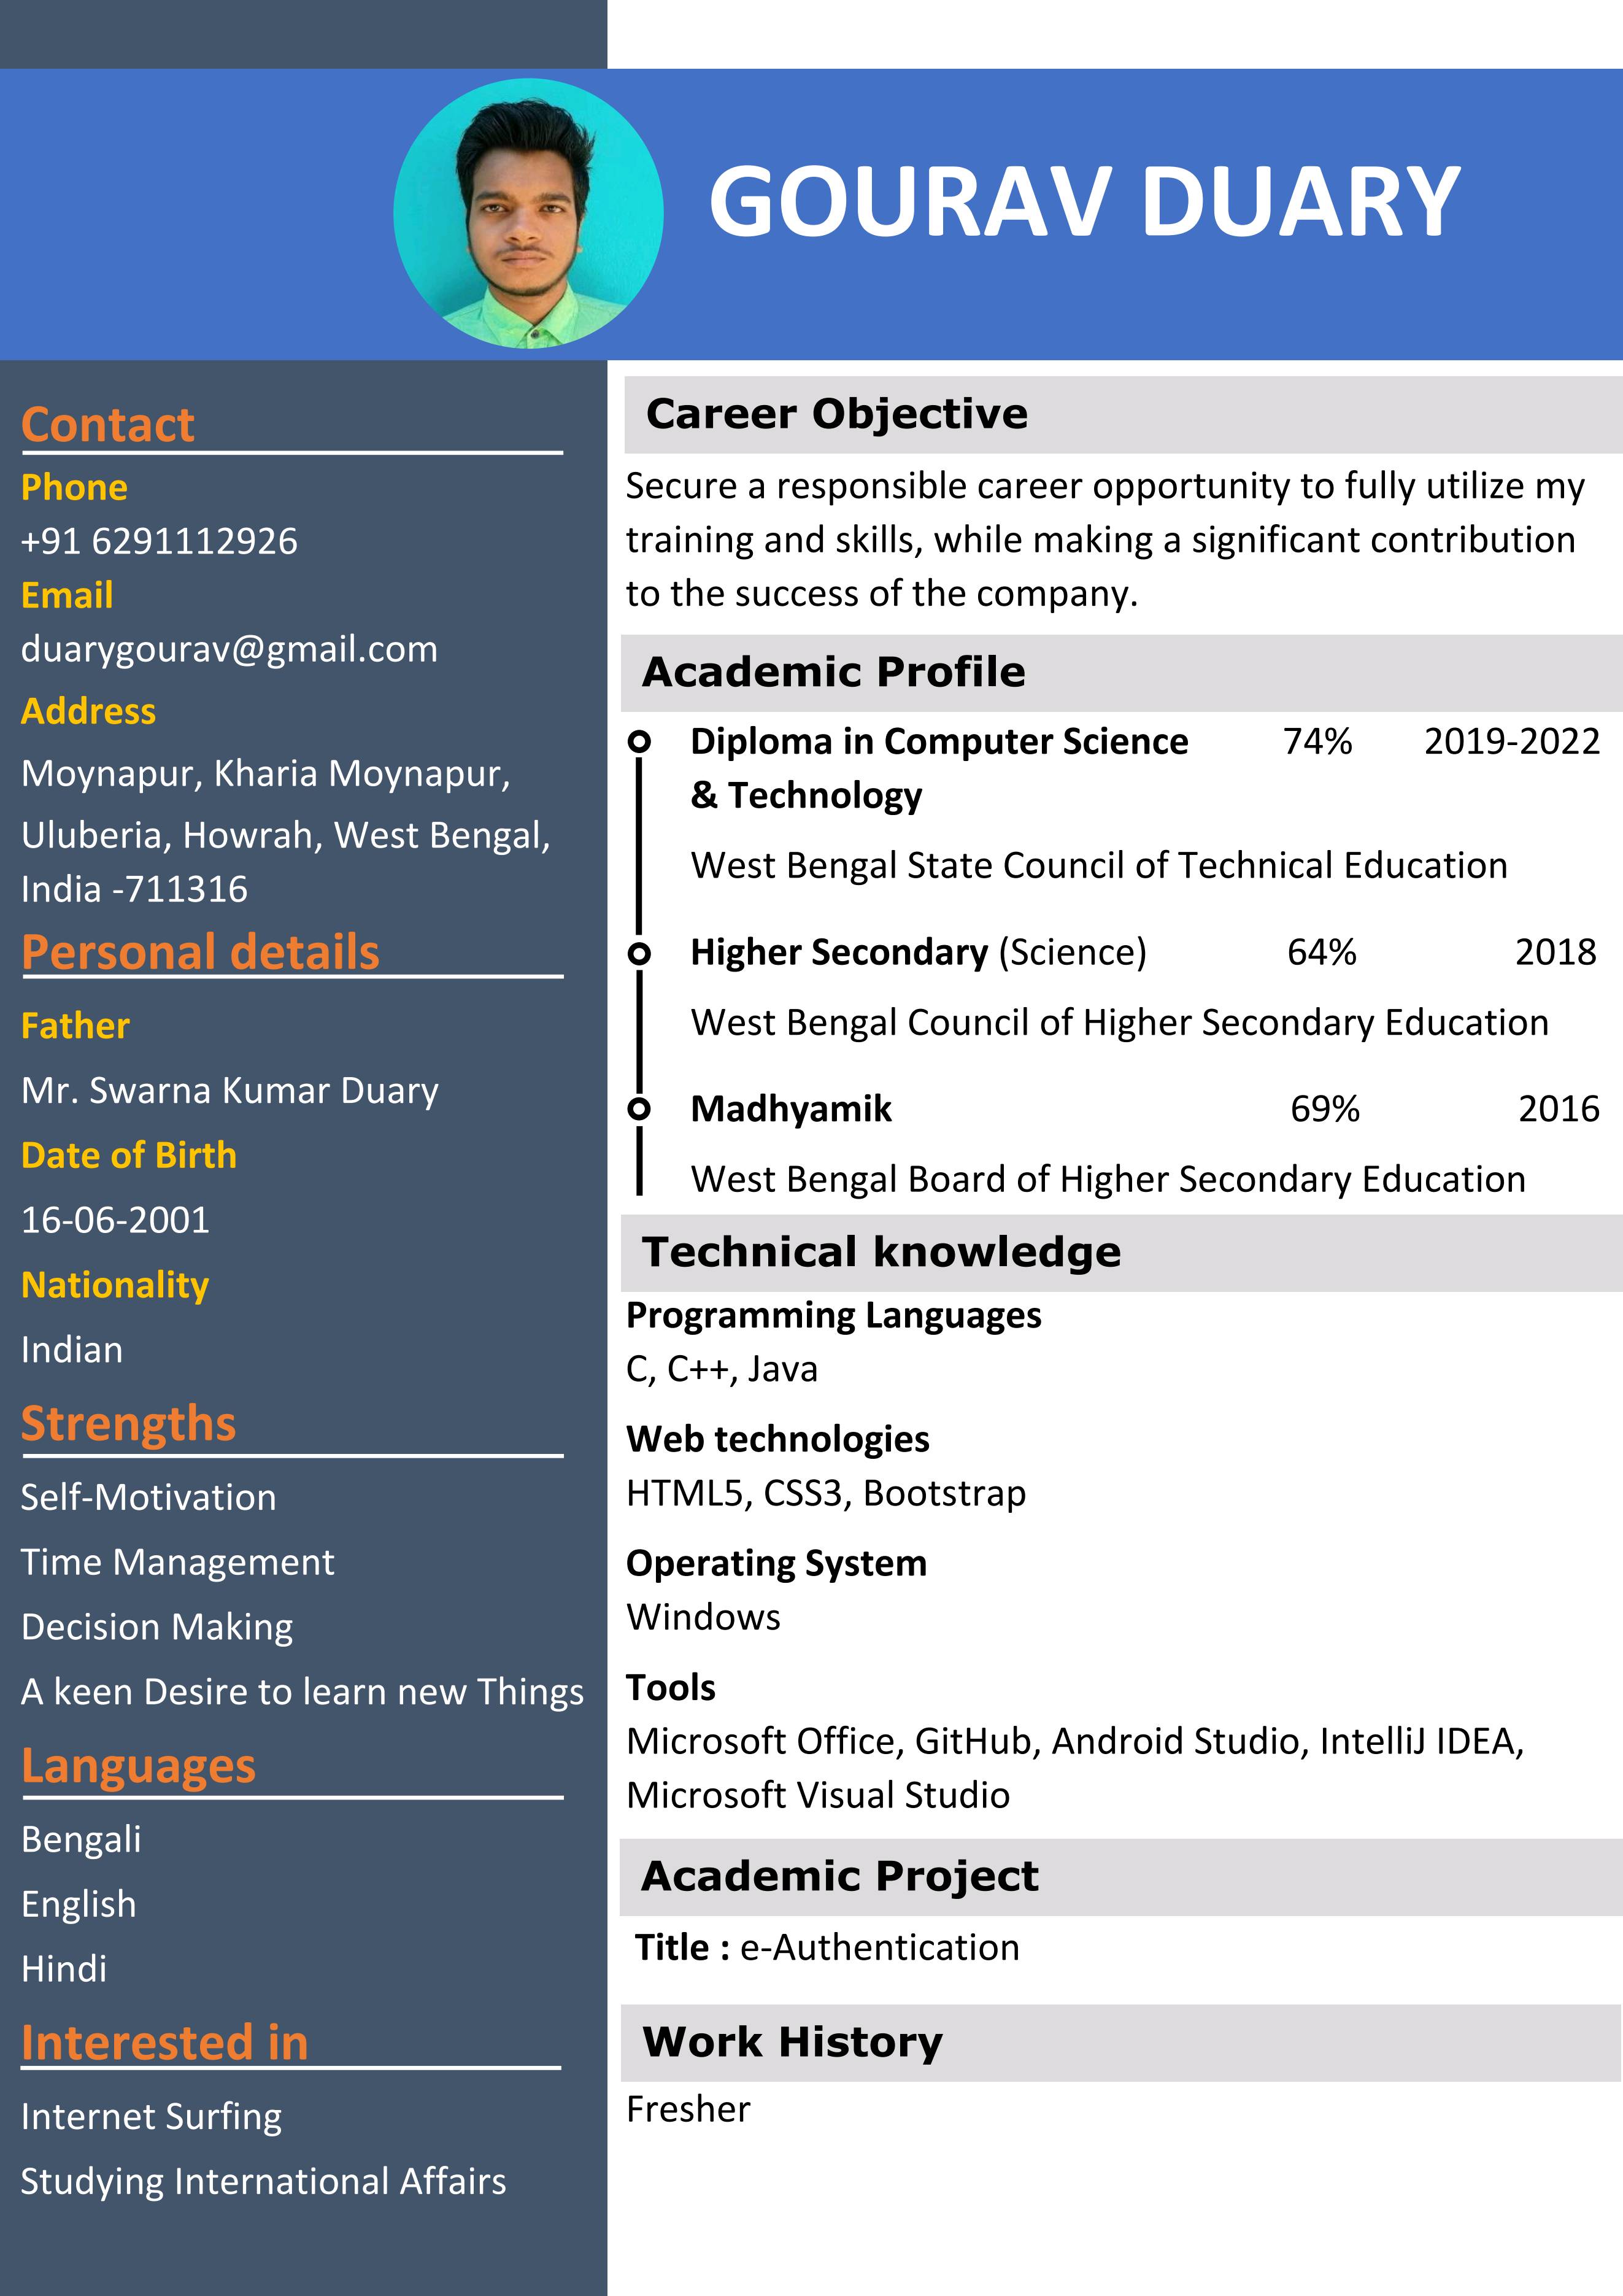 GOURAV DUARY
Contact
Phone
+91 6291112926
Email
duarygourav@gmail.com
Address
Moynapur, Kharia Moynapur,
Uluberia, Howrah, West Bengal,
India -711316
Personal details
Father
Mr. Swarna Kumar Duary
Date of Birth
16-06-2001
Nationality
Indian
Strengths
Self-Motivation
Time Management
Decision Making
A keen Desire to learn new Things
Languages
Bengali
English
Hindi
Interested in
Internet Surfing
Studying International Affairs
Career Objective
Secure a responsible career opportunity to fully utilize my
training and skills, while making a significant contribution
to the success of the company.
Academic Profile
Diploma in Computer Science 74% 2019-2022
& Technology
West Bengal State Council of Technical Education
Higher Secondary (Science) 64% 2018
West Bengal Council of Higher Secondary Education
Madhyamik 69% 2016
West Bengal Board of Higher Secondary Education
Technical knowledge
Programming Languages
C, C++, Java
Web technologies
HTML5, CSS3, Bootstrap
Operating System
Windows
Tools
Microsoft Office, GitHub, Android Studio, IntelliJ IDEA,
Microsoft Visual Studio
Academic Project
Title : e-Authentication
Work History
Fresher